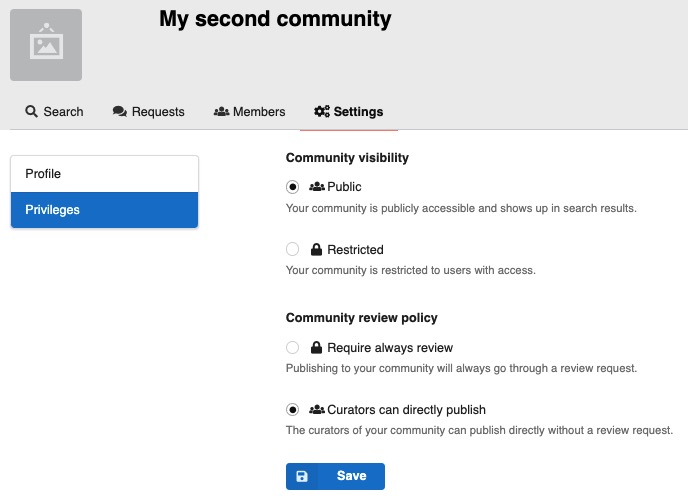 My second community
Search Requests Members Settings
Profile
Privileges
Community visibility
Public
Your community is publicly accessible and shows up in search results.
Restricted
Your community is restricted to users with access.
Community review policy
Require always review
Publishing to your community will always go through a review request.
Curators can directly publish
The curators of your community can publish directly without a review request.
Save